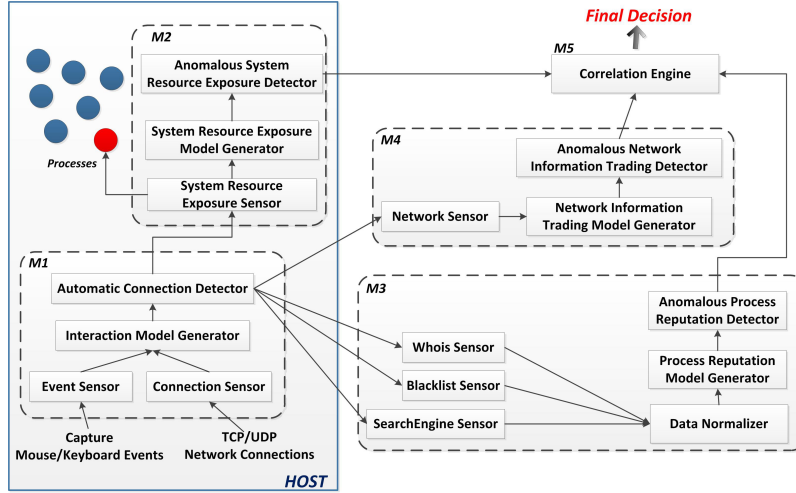 Final Decision
M2
Anomalous System
Resource Exposure Detector
System Resource Exposure
Model Generator
System Resource
Exposure Sensor
Processes
M5
Correlation Engine
M4
Anomalous Network
Information Trading Detector
Network Sensor
Network Information
Trading Model Generator
M1
Automatic Connection Detector
Interaction Model Generator
Event Sensor
Connection Sensor
Capture
Mouse/Keyboard Events
TCP/UDP
Network Connections
HOST
M3
Anomalous Process
Reputation Detector
Whois Sensor
Process Reputation
Model Generator
Blacklist Sensor
SearchEngine Sensor
Data Normalizer